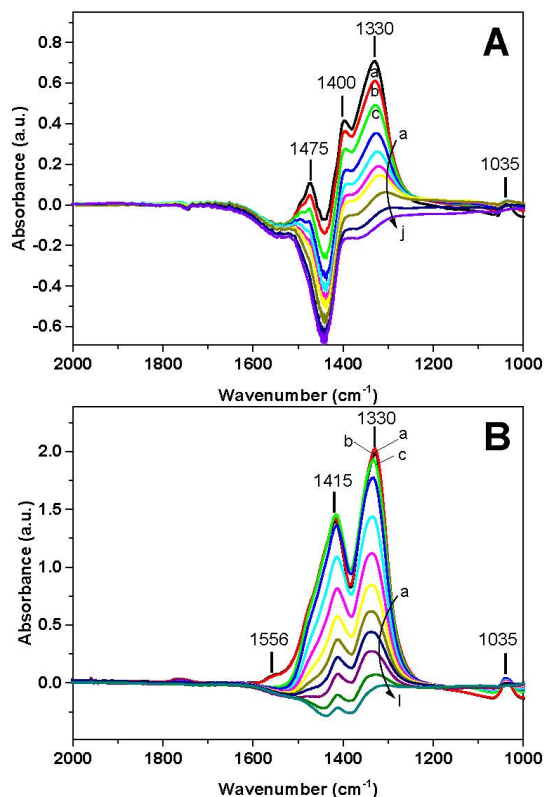 A
1330
1400
1475
1035
a
b
c
a
j
0.8
0.6
0.4
0.2
0.0
-0.2
-0.4
-0.6
Absorbance (a.u.)
2000 1800 1600 1400 1200 1000
Wavenumber (cm⁻¹)
B
1330
b a
c
1415
1556
1035
a
l
2.0
1.5
1.0
0.5
0.0
Absorbance (a.u.)
2000 1800 1600 1400 1200 1000
Wavenumber (cm⁻¹)